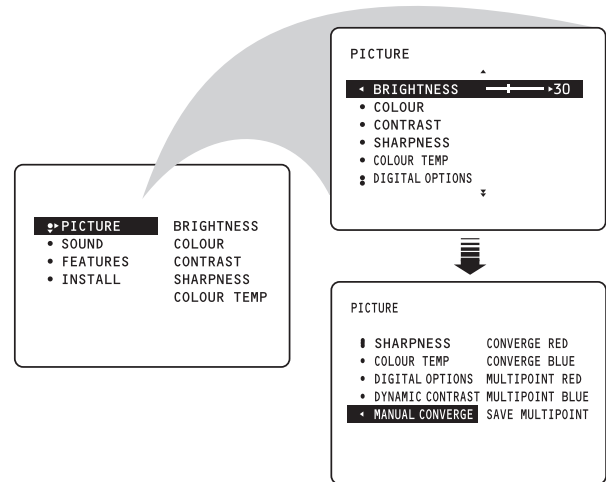 PICTURE
BRIGHTNESS 30
• COLOUR
• CONTRAST
• SHARPNESS
• COLOUR TEMP
DIGITAL OPTIONS
PICTURE BRIGHTNESS
• SOUND COLOUR
• FEATURES CONTRAST
• INSTALL SHARPNESS
COLOUR TEMP
PICTURE
SHARPNESS CONVERGE RED
• COLOUR TEMP CONVERGE BLUE
• DIGITAL OPTIONS MULTIPOINT RED
• DYNAMIC CONTRAST MULTIPOINT BLUE
MANUAL CONVERGE SAVE MULTIPOINT